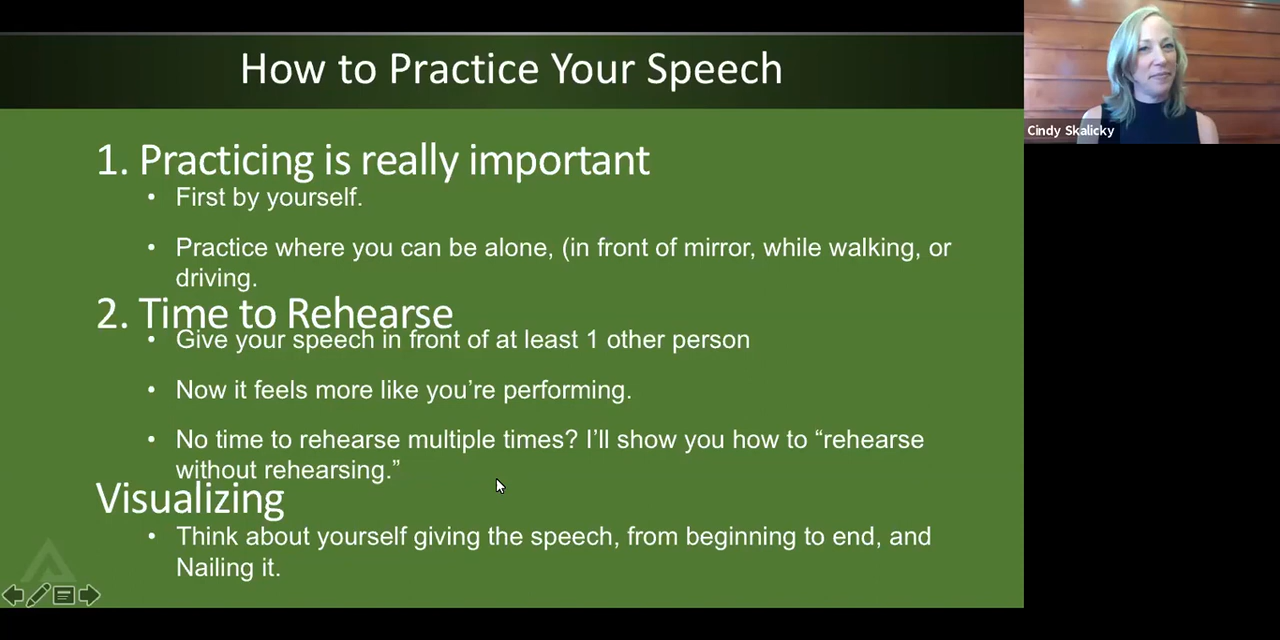 How to Practice Your Speech
Cindy Skalicky
1. Practicing is really important
• First by yourself.
• Practice where you can be alone, (in front of mirror, while walking, or
driving.
2. Time to Rehearse
• Give your speech in front of at least 1 other person
• Now it feels more like you’re performing.
• No time to rehearse multiple times? I’ll show you how to “rehearse
without rehearsing.”
Visualizing
• Think about yourself giving the speech, from beginning to end, and
Nailing it.